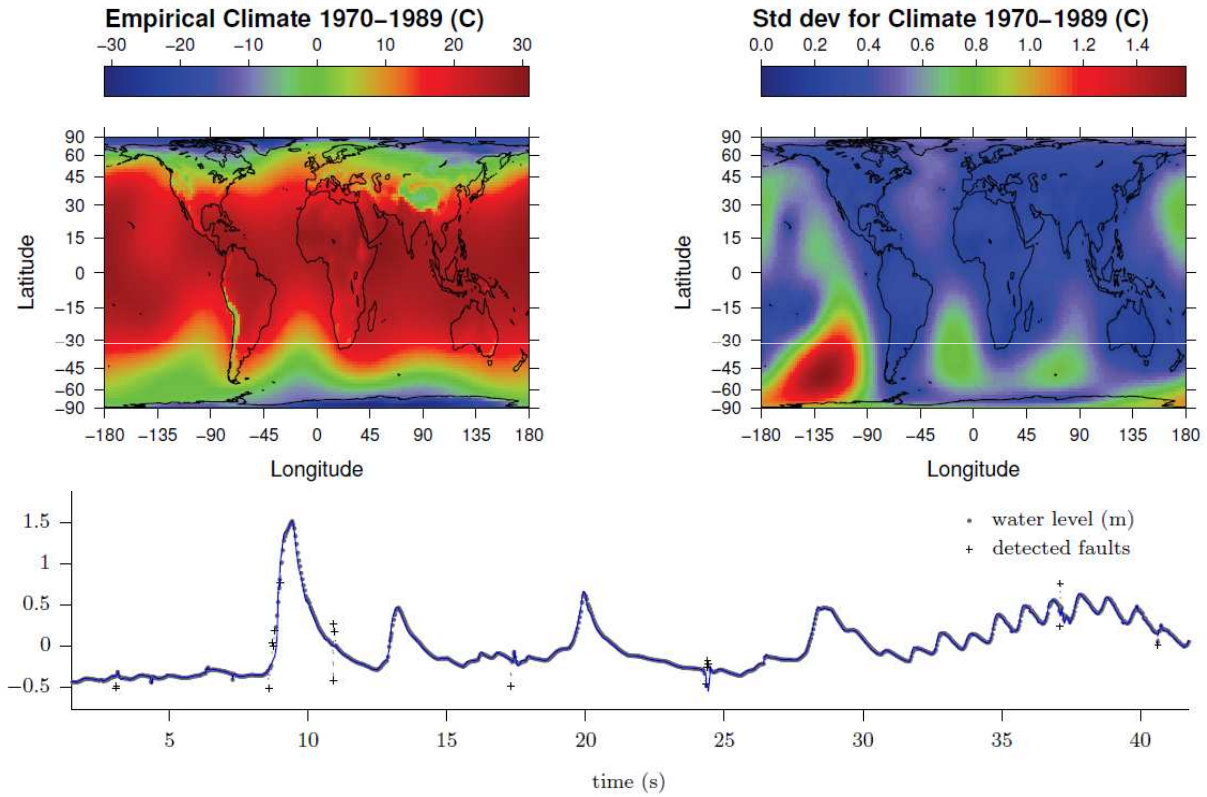 Empirical Climate 1970−1989 (C)
−30 −20 −10 0 10 20 30
90
60
45
30
15
0
−15
−30
−45
−60
−90
Latitude
−180 −135 −90 −45 0 45 90 135 180
Longitude
Std dev for Climate 1970−1989 (C)
0.0 0.2 0.4 0.6 0.8 1.0 1.2 1.4
90
60
45
30
15
0
−15
−30
−45
−60
−90
Latitude
−180 −135 −90 −45 0 45 90 135 180
Longitude
1.5
1
0.5
0
−0.5
water level (m)
detected faults
5 10 15 20 25 30 35 40
time (s)